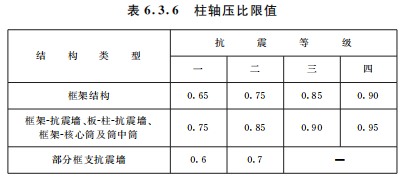 表 6.3.6 柱轴压比限值
结构类型 抗震等级
一 二 三 四
框架结构 0.65 0.75 0.85 0.90
框架-抗震墙、板-柱-抗震墙、
框架-核心筒及筒中筒 0.75 0.85 0.90 0.95
部分框支抗震墙 0.6 0.7 —